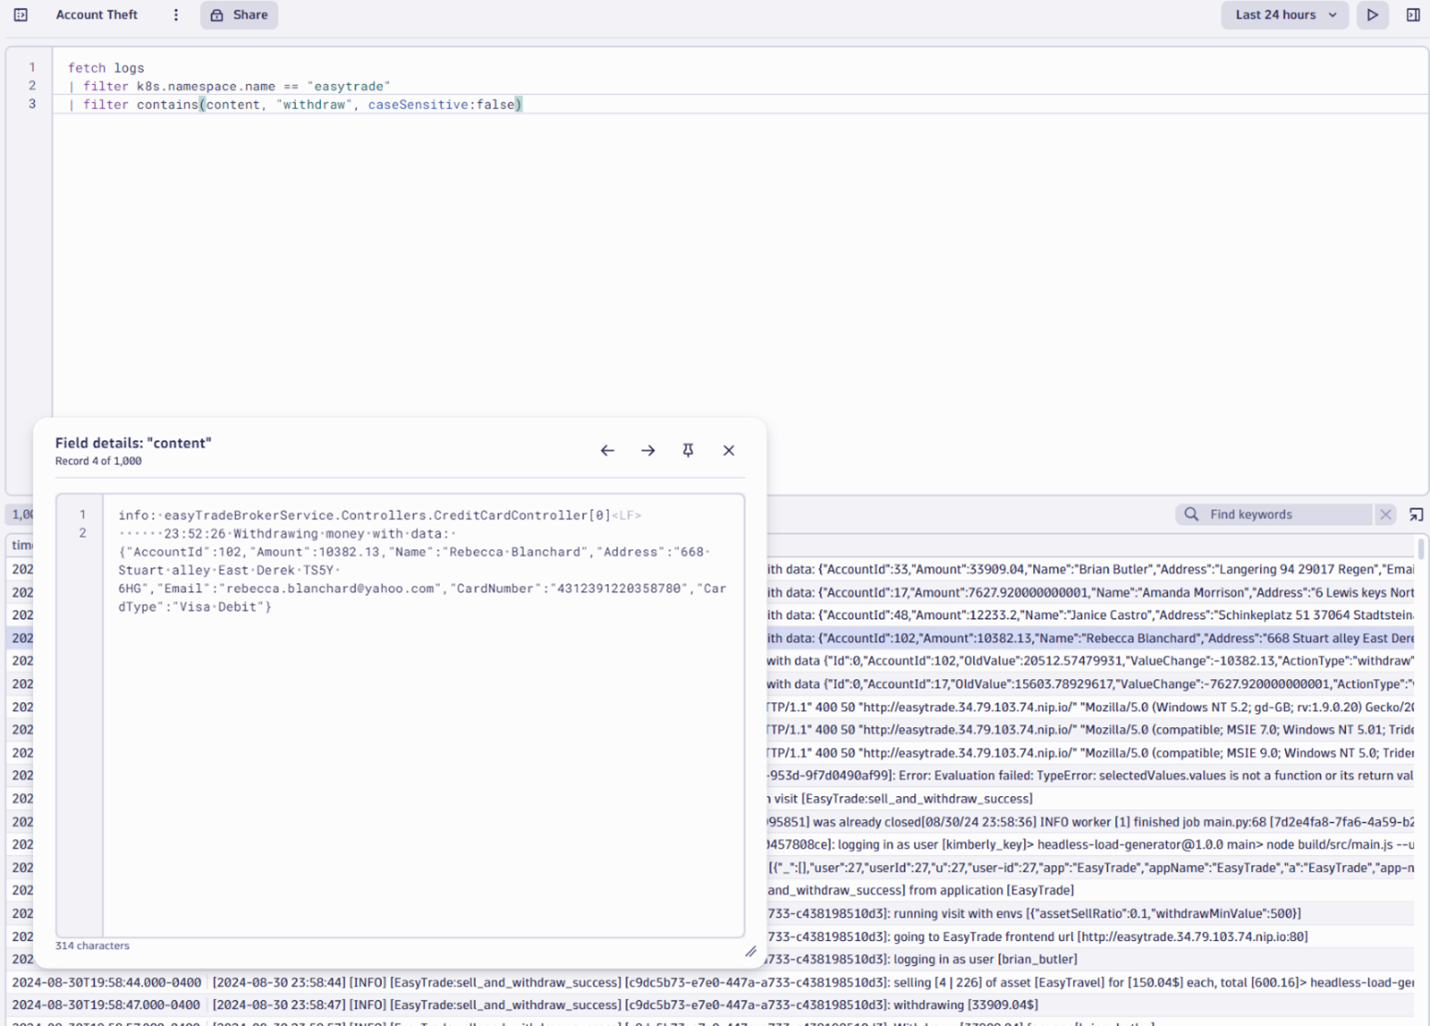 Account Theft
Share
Last 24 hours
1 fetch logs
2 | filter k8s.namespace.name == "easytrade"
3 | filter contains(content, "withdraw", caseSensitive:false)
Field details: "content"
Record 4 of 1,000
1 info:·easyTradeBrokerService.Controllers.CreditCardController[0]<LF>
2 ······23:52:26·Withdrawing·money·with·data:·
{"AccountId":102,"Amount":10382.13,"Name":"Rebecca·Blanchard","Address":"668·
Stuart·alley·East·Derek·TS5Y·
6HG","Email":"rebecca.blanchard@yahoo.com","CardNumber":"4312391220358780","Car
dType":"Visa·Debit"}
314 characters
Find keywords
ith data: {"AccountId":33,"Amount":33909.04,"Name":"Brian Butler","Address":"Langering 94 29017 Regen","Emai
ith data: {"AccountId":17,"Amount":7627.920000000001,"Name":"Amanda Morrison","Address":"6 Lewis keys Nort
ith data: {"AccountId":48,"Amount":12233.2,"Name":"Janice Castro","Address":"Schinkeplatz 51 37064 Stadtstein
202 ith data: {"AccountId":102,"Amount":10382.13,"Name":"Rebecca Blanchard","Address":"668 Stuart alley East Dere
202 with data {"Id":0,"AccountId":102,"OldValue":20512.57479931,"ValueChange":-10382.13,"ActionType":"withdraw"
202 with data {"Id":0,"AccountId":17,"OldValue":15603.78929617,"ValueChange":-7627.920000000001,"ActionType":"
202 TP/1.1" 400 50 "http://easytrade.34.79.103.74.nip.io/" "Mozilla/5.0 (Windows NT 5.2; gd-GB; rv:1.9.0.20) Gecko/20
202 TP/1.1" 400 50 "http://easytrade.34.79.103.74.nip.io/" "Mozilla/5.0 (compatible; MSIE 7.0; Windows NT 5.01; Tride
202 TP/1.1" 400 50 "http://easytrade.34.79.103.74.nip.io/" "Mozilla/5.0 (compatible; MSIE 9.0; Windows NT 5.0; Trider
202 -953d-9f7d0490af99]: Error: Evaluation failed: TypeError: selectedValues.values is not a function or its return val
202 visit [EasyTrade:sell_and_withdraw_success]
202 95851] was already closed[08/30/24 23:58:36] INFO worker [1] finished job main.py:68 [7d2e4fa8-7fa6-4a59-b2
202 0457808ce]: logging in as user [kimberly_key]> headless-load-generator@1.0.0 main> node build/src/main.js --u
202 [{"_":[],"user":27,"userId":27,"u":27,"user-id":27,"app":"EasyTrade","appName":"EasyTrade","a":"EasyTrade","app-n
202 and_withdraw_success] from application [EasyTrade]
202 733-c438198510d3]: running visit with envs [{"assetSellRatio":0.1,"withdrawMinValue":500}]
202 733-c438198510d3]: going to EasyTrade frontend url [http://easytrade.34.79.103.74.nip.io:80]
202 733-c438198510d3]: logging in as user [brian_butler]
2024-08-30T19:58:44.000-0400 [2024-08-30 23:58:44] [INFO] [EasyTrade:sell_and_withdraw_success] [c9dc5b73-e7e0-447a-a733-c438198510d3]: selling [4 | 226] of asset [EasyTravel] for [150.04$] each, total [600.16]> headless-load-ger
2024-08-30T19:58:47.000-0400 [2024-08-30 23:58:47] [INFO] [EasyTrade:sell_and_withdraw_success] [c9dc5b73-e7e0-447a-a733-c438198510d3]: withdrawing [33909.04$]